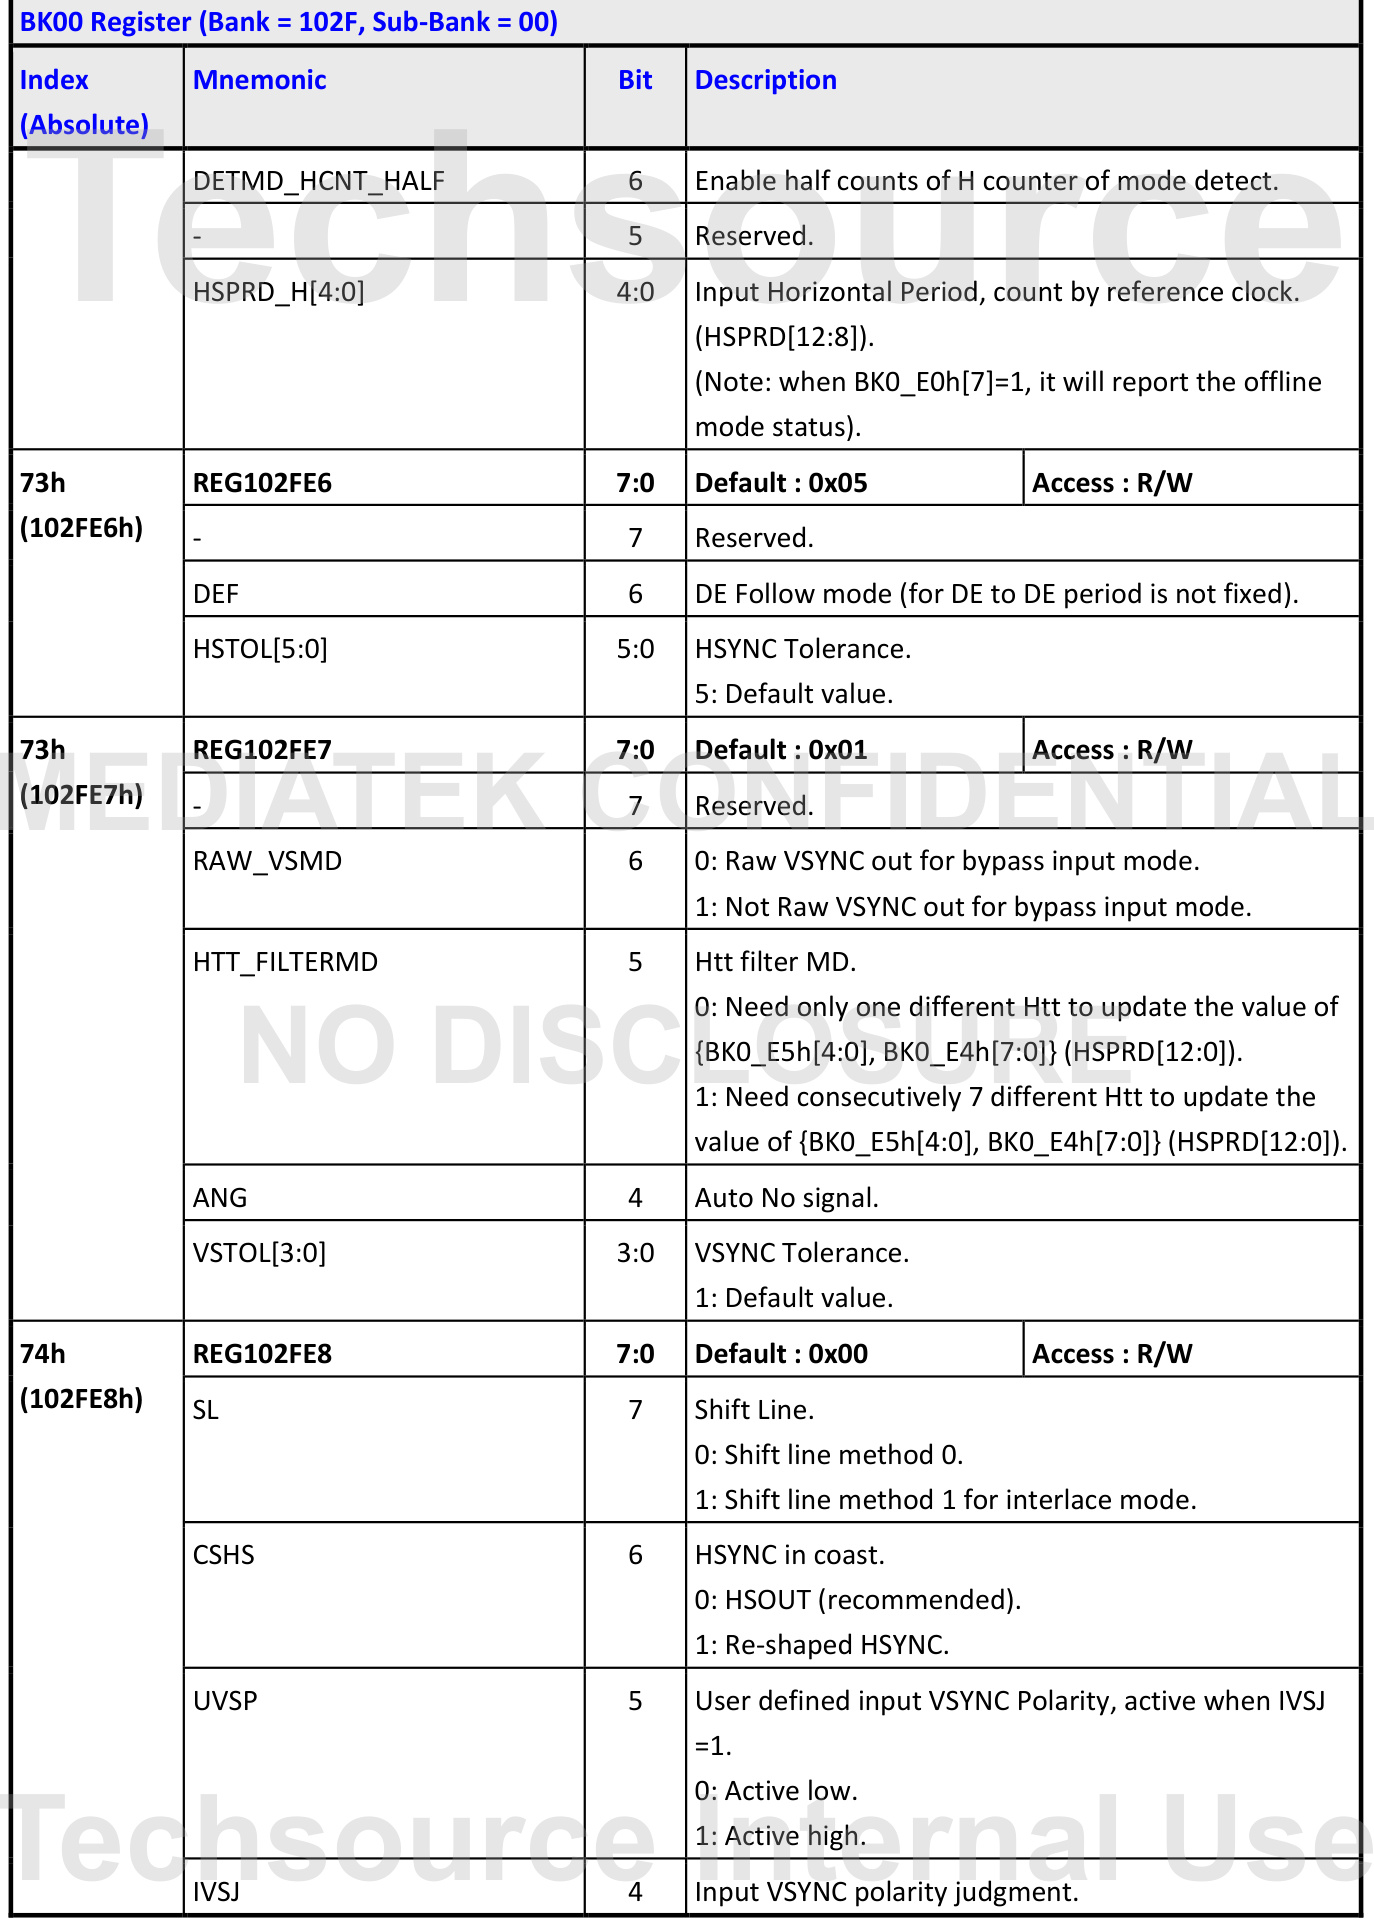 BK00 Register (Bank = 102F, Sub-Bank = 00)
Index Mnemonic Bit Description
(Absolute)
DETMD_HCNT_HALF 6 Enable half counts of H counter of mode detect.
- 5 Reserved.
HSPRD_H[4:0] 4:0 Input Horizontal Period, count by reference clock.
(HSPRD[12:8]).
(Note: when BK0_E0h[7]=1, it will report the offline
mode status).
73h REG102FE6 7:0 Default : 0x05 Access : R/W
(102FE6h)
- 7 Reserved.
DEF 6 DE Follow mode (for DE to DE period is not fixed).
HSTOL[5:0] 5:0 HSYNC Tolerance.
5: Default value.
73h REG102FE7 7:0 Default : 0x01 Access : R/W
(102FE7h)
- 7 Reserved.
RAW_VSMD 6 0: Raw VSYNC out for bypass input mode.
1: Not Raw VSYNC out for bypass input mode.
HTT_FILTERMD 5 Htt filter MD.
0: Need only one different Htt to update the value of
{BK0_E5h[4:0], BK0_E4h[7:0]} (HSPRD[12:0]).
1: Need consecutively 7 different Htt to update the
value of {BK0_E5h[4:0], BK0_E4h[7:0]} (HSPRD[12:0]).
ANG 4 Auto No signal.
VSTOL[3:0] 3:0 VSYNC Tolerance.
1: Default value.
74h REG102FE8 7:0 Default : 0x00 Access : R/W
(102FE8h)
SL 7 Shift Line.
0: Shift line method 0.
1: Shift line method 1 for interlace mode.
CSHS 6 HSYNC in coast.
0: HSOUT (recommended).
1: Re-shaped HSYNC.
UVSP 5 User defined input VSYNC Polarity, active when IVSJ
=1.
0: Active low.
1: Active high.
IVSJ 4 Input VSYNC polarity judgment.
Techsource
MEDIATEK CONFIDENTIAL
NO DISCLOSURE
Techsource Internal Use